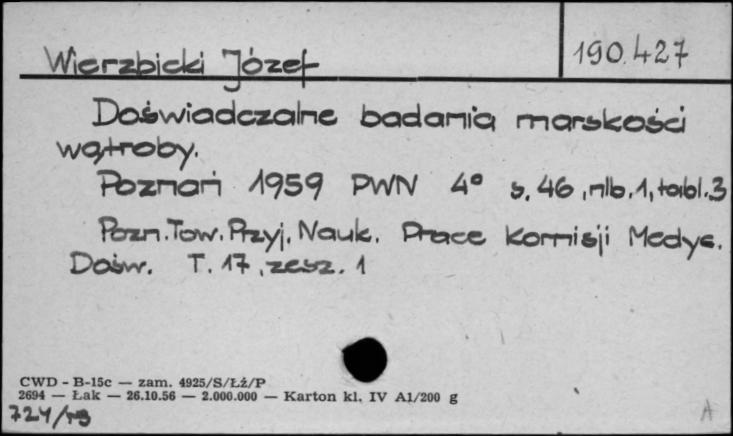 Wierzbicki Józef 190.427
Doświadczalne badania marskości
wątroby.
Poznań 1959 PWN 4° s. 46, nlb. 1, tabl. 3
Pozn. Tow. Przyj. Nauk. Prace Komisji Medyc.
Dośw. T. 17, zesz. 1
CWD - B-15c — zam. 4925/S/Łż/P
2694 — Łak — 26.10.56 — 2.000.000 — Karton kl. IV A1/200 g
A